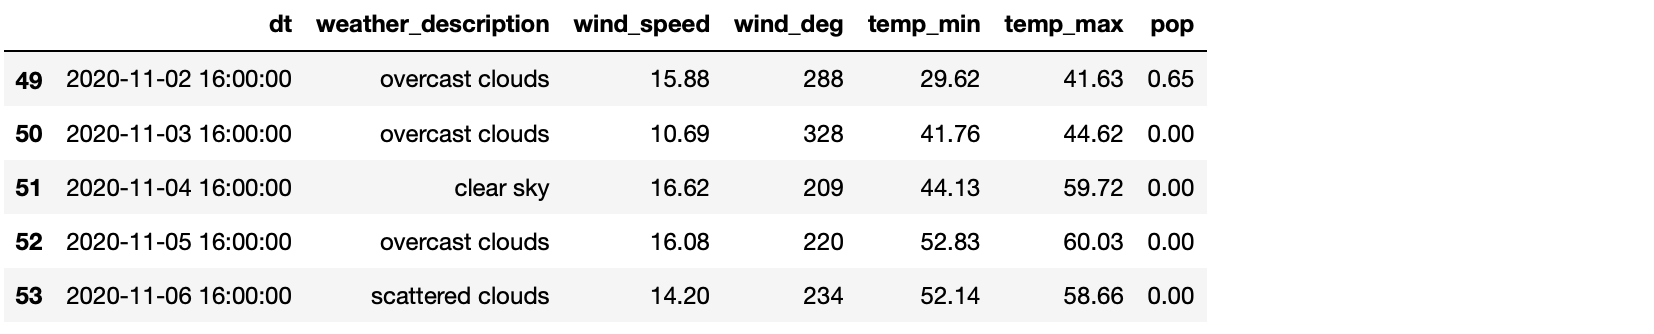 dt weather_description wind_speed wind_deg temp_min temp_max pop
49 2020-11-02 16:00:00 overcast clouds 15.88 288 29.62 41.63 0.65
50 2020-11-03 16:00:00 overcast clouds 10.69 328 41.76 44.62 0.00
51 2020-11-04 16:00:00 clear sky 16.62 209 44.13 59.72 0.00
52 2020-11-05 16:00:00 overcast clouds 16.08 220 52.83 60.03 0.00
53 2020-11-06 16:00:00 scattered clouds 14.20 234 52.14 58.66 0.00